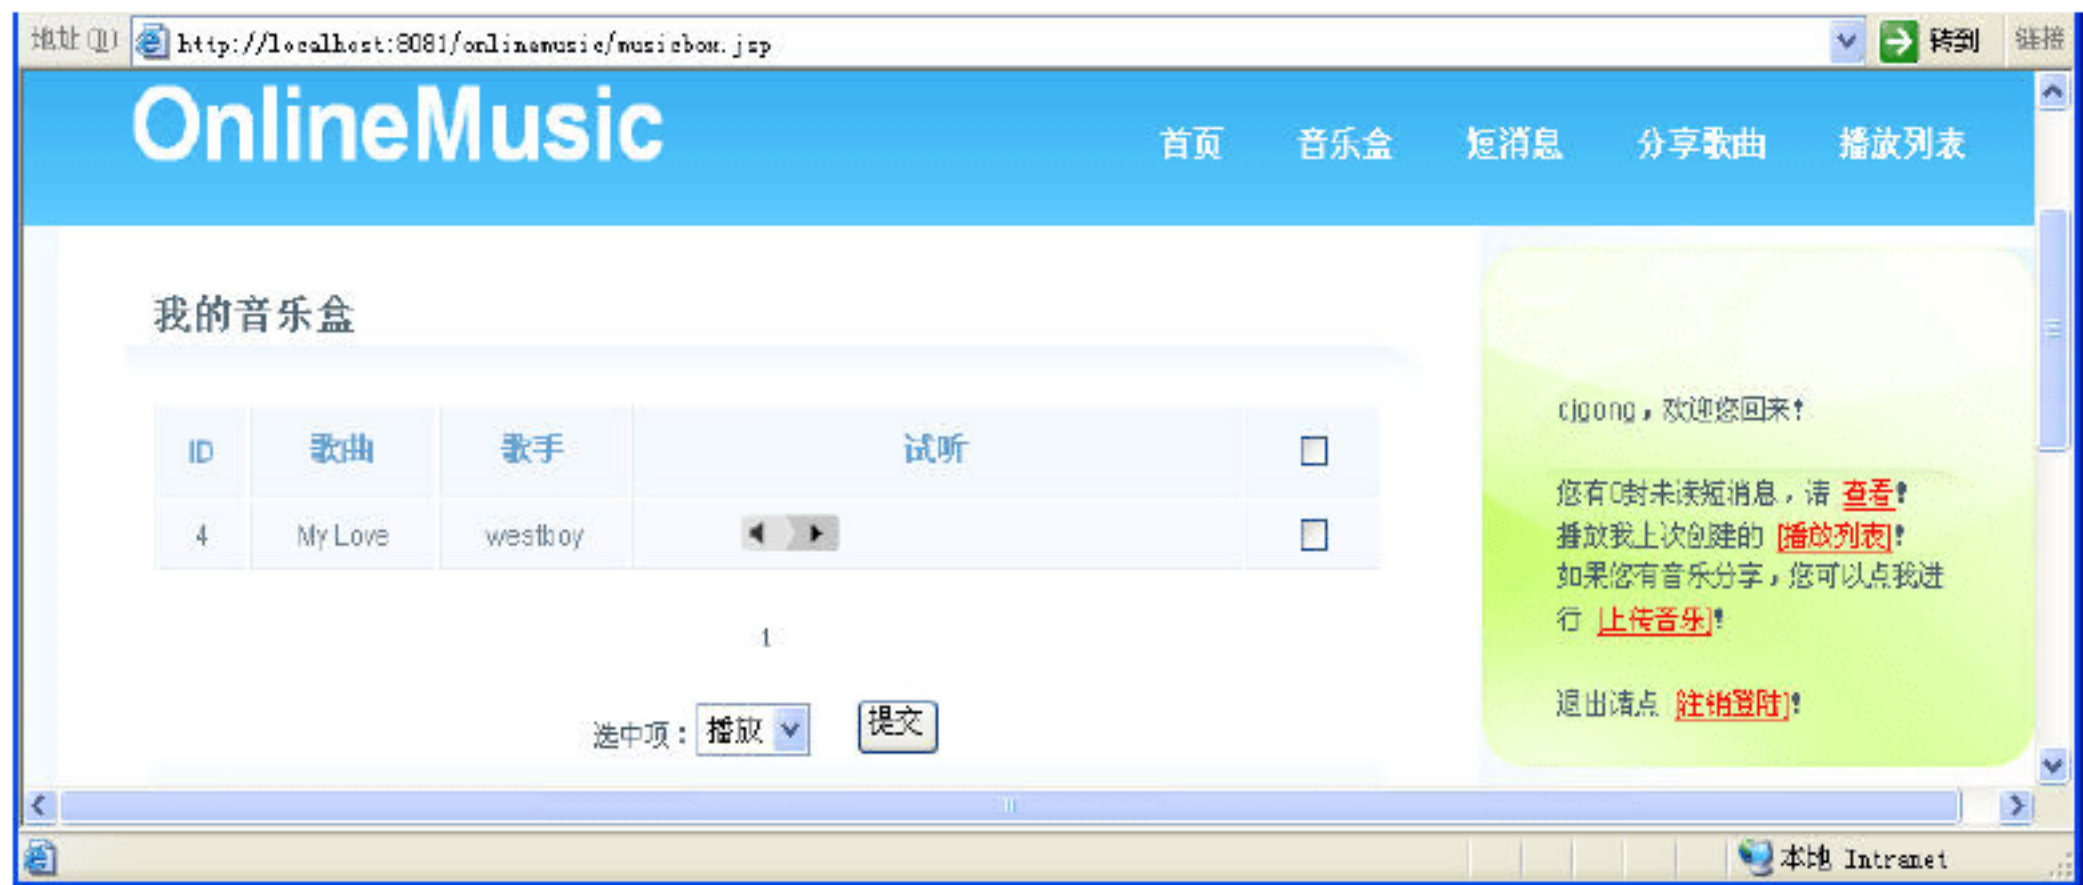 地址(D) http://localhost:8081/onlinemusic/musicbox.jsp 转到 链接
OnlineMusic
首页 音乐盒 短消息 分享歌曲 播放列表
我的音乐盒
ID 歌曲 歌手 试听
4 My Love westboy
1
选中项：播放 提交
cjgong，欢迎您回来！
您有0封未读短消息，请 查看！
播放我上次创建的 [播放列表]！
如果您有音乐分享，您可以点我进
行 [上传音乐]！
退出请点 [注销登陆]！
本地 Intranet